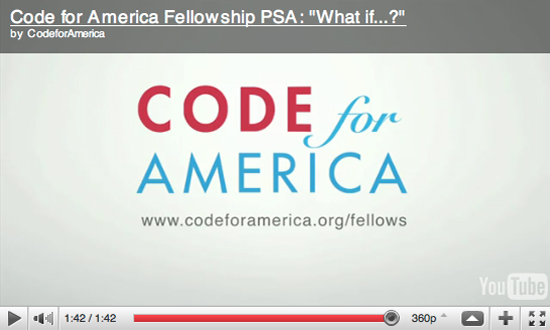 Code for America Fellowship PSA: "What if...?"
by CodeforAmerica
CODE for
AMERICA
www.codeforamerica.org/fellows
YouTube
1:42 / 1:42 360p